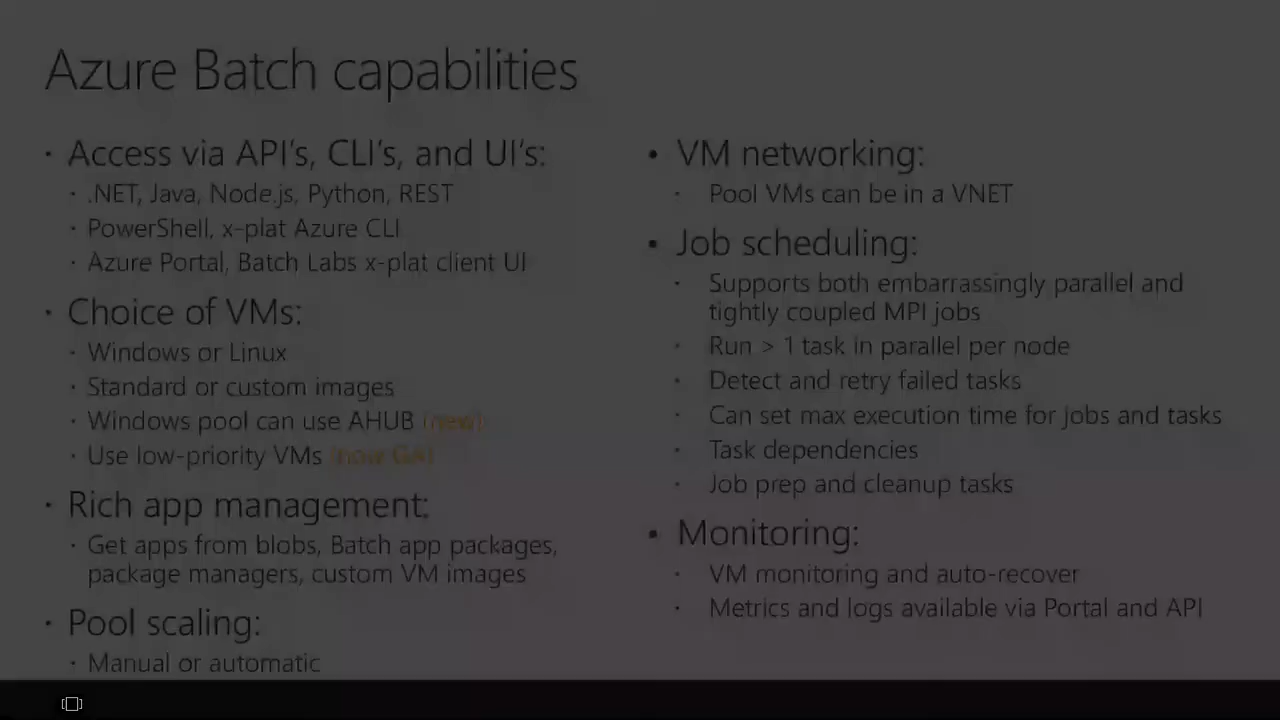 Azure Batch capabilities
Access via API's, CLI's, and UI's:
.NET, Java, Node.js, Python, REST
PowerShell, x-plat Azure CLI
Azure Portal, Batch Labs x-plat client UI
Choice of VMs:
Windows or Linux
Standard or custom images
Windows pool can use AHUB (new)
Use low-priority VMs (now GA)
Rich app management:
Get apps from blobs, Batch app packages,
package managers, custom VM images
Pool scaling:
Manual or automatic
VM networking:
Pool VMs can be in a VNET
Job scheduling:
Supports both embarrassingly parallel and
tightly coupled MPI jobs
Run > 1 task in parallel per node
Detect and retry failed tasks
Can set max execution time for jobs and tasks
Task dependencies
Job prep and cleanup tasks
Monitoring:
VM monitoring and auto-recover
Metrics and logs available via Portal and API